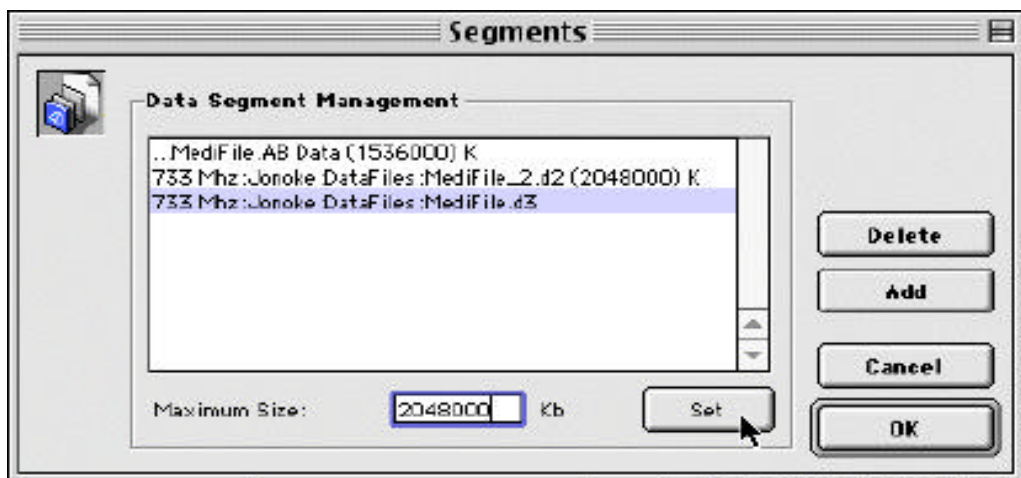 Segments
Data Segment Management
..MediFile.AB Data (1536000) K
733 Mhz:Jonoke DataFiles:MediFile_2.d2 (2048000) K
733 Mhz:Jonoke DataFiles:MediFile.d3
Delete
Add
Cancel
Maximum Size: 2048000 Kb Set
OK